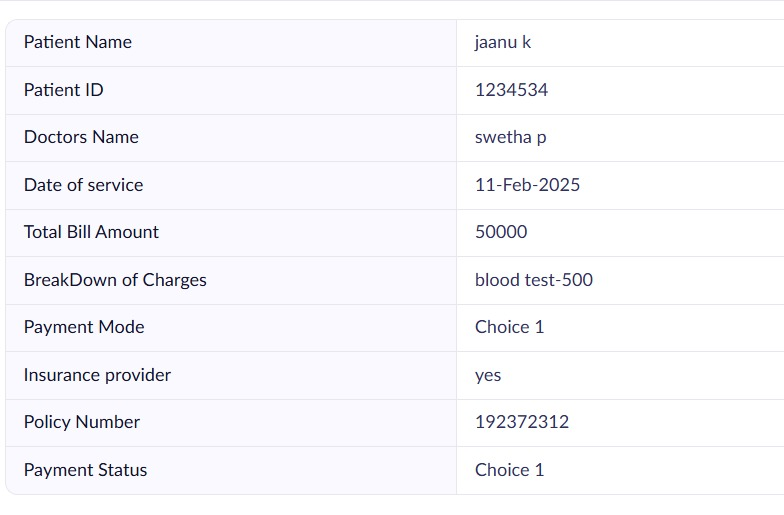 Patient Name jaanu k
Patient ID 1234534
Doctors Name swetha p
Date of service 11-Feb-2025
Total Bill Amount 50000
BreakDown of Charges blood test-500
Payment Mode Choice 1
Insurance provider yes
Policy Number 192372312
Payment Status Choice 1